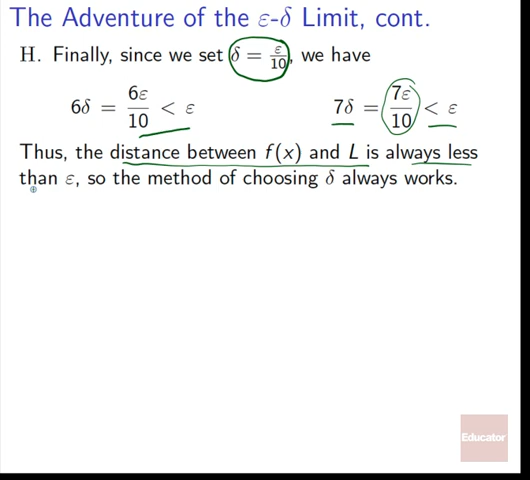 The Adventure of the ε-δ Limit, cont.
H. Finally, since we set δ = ε/10, we have
6δ = 6ε/10 < ε 7δ = 7ε/10 < ε
Thus, the distance between f(x) and L is always less
than ε, so the method of choosing δ always works.
Educator